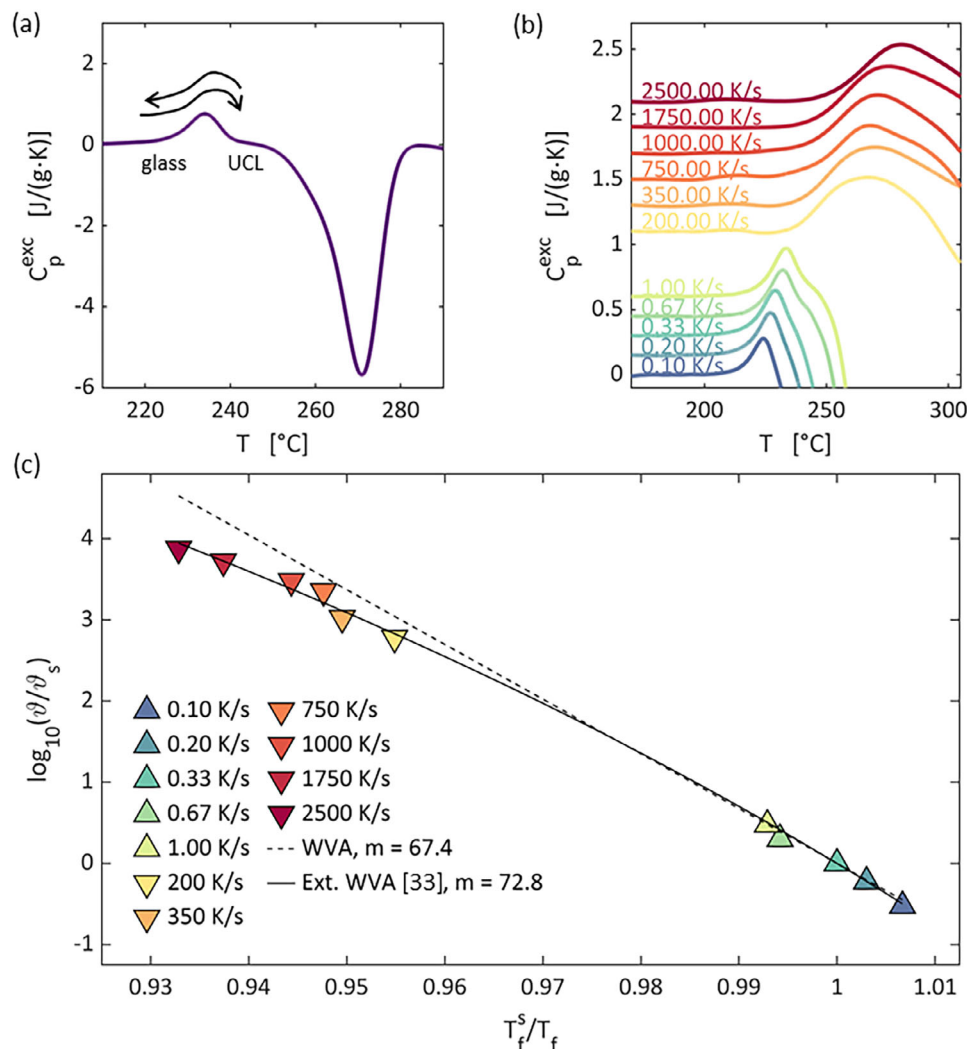 (a)
2
0
-2
-4
-6
C_p^exc [J/(g·K)]
glass
UCL
220 240 260 280
T [°C]
(b)
2.5
2
1.5
1
0.5
0
C_p^exc [J/(g·K)]
2500.00 K/s
1750.00 K/s
1000.00 K/s
750.00 K/s
350.00 K/s
200.00 K/s
1.00 K/s
0.67 K/s
0.33 K/s
0.20 K/s
0.10 K/s
200 250 300
T [°C]
(c)
4
3
2
1
0
-1
log10(ϑ/ϑs)
0.10 K/s
0.20 K/s
0.33 K/s
0.67 K/s
1.00 K/s
200 K/s
350 K/s
750 K/s
1000 K/s
1750 K/s
2500 K/s
WVA, m = 67.4
Ext. WVA [33], m = 72.8
0.93 0.94 0.95 0.96 0.97 0.98 0.99 1 1.01
T_f^s/T_f